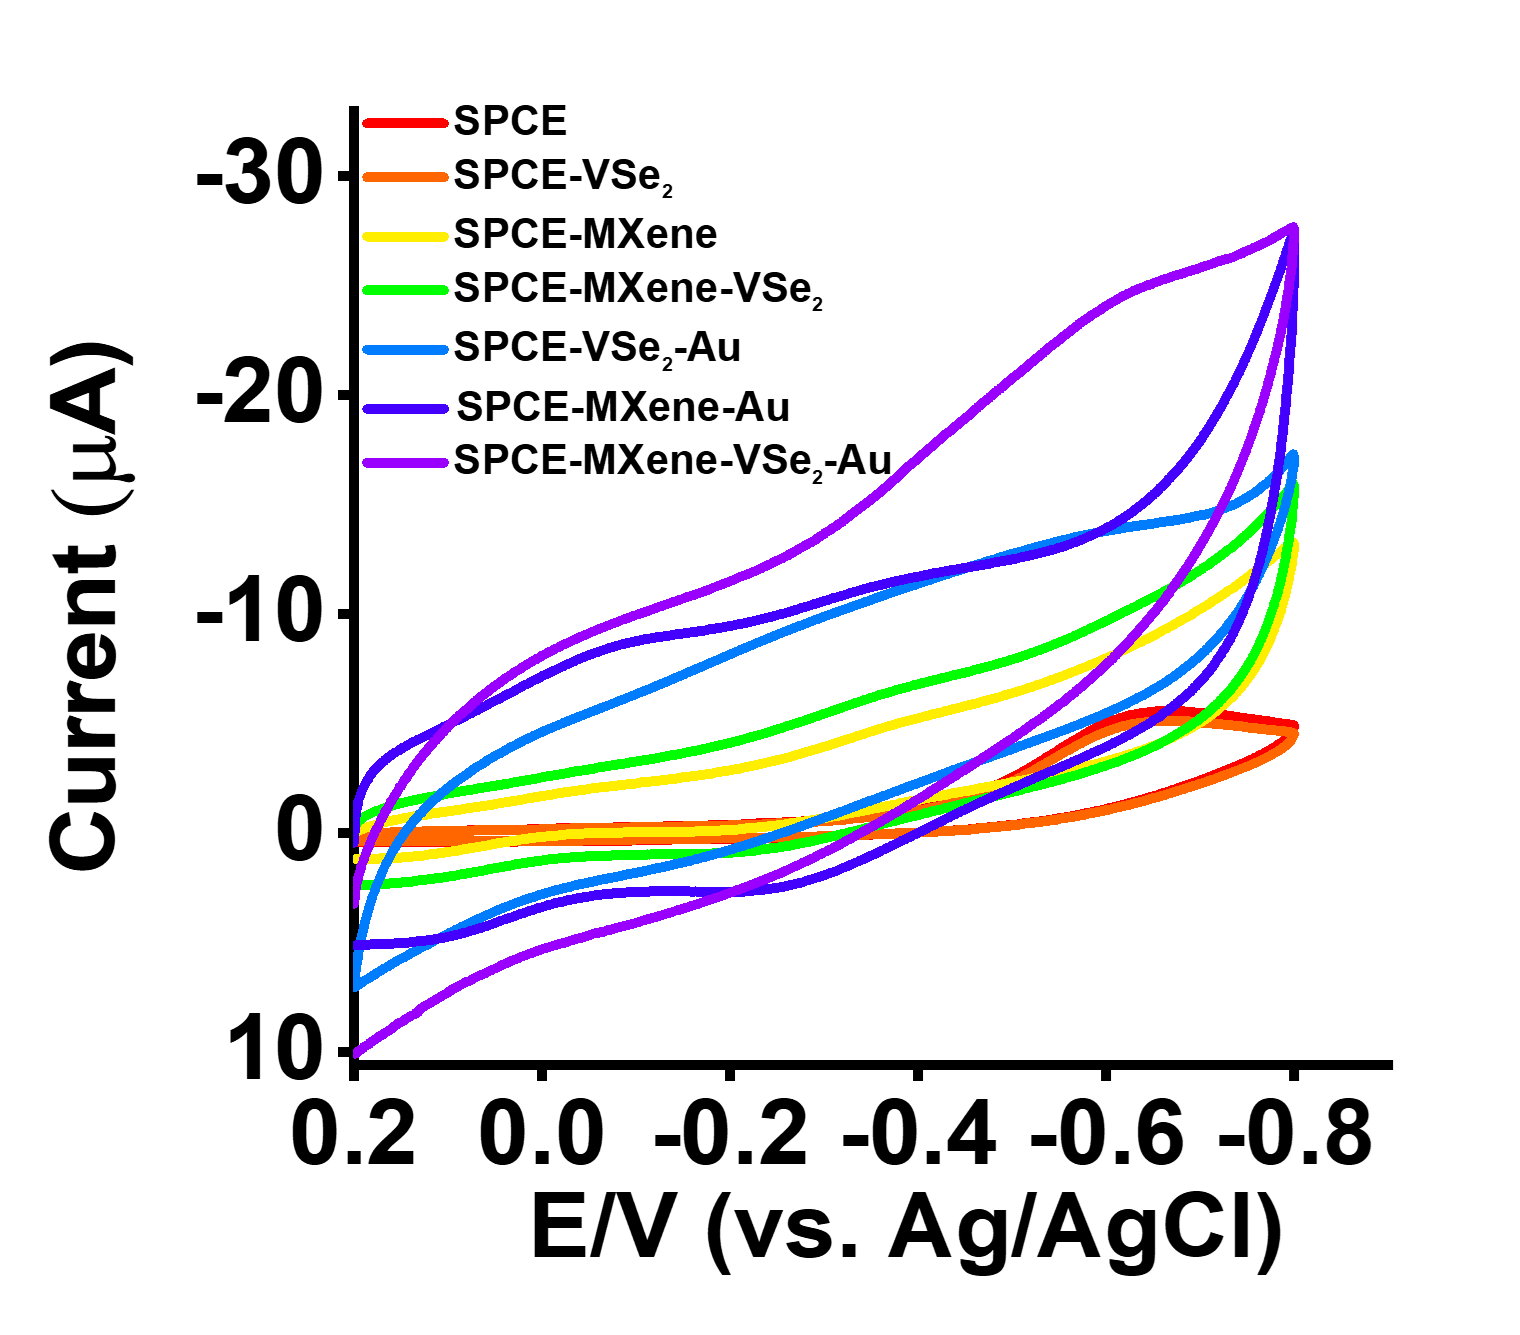 SPCE
-30
SPCE-VSe₂
SPCE-MXene
SPCE-MXene-VSe₂
SPCE-VSe₂-Au
-20
SPCE-MXene-Au
SPCE-MXene-VSe₂-Au
Current (μA)
-10
0
10
0.2 0.0 -0.2 -0.4 -0.6 -0.8
E/V (vs. Ag/AgCl)